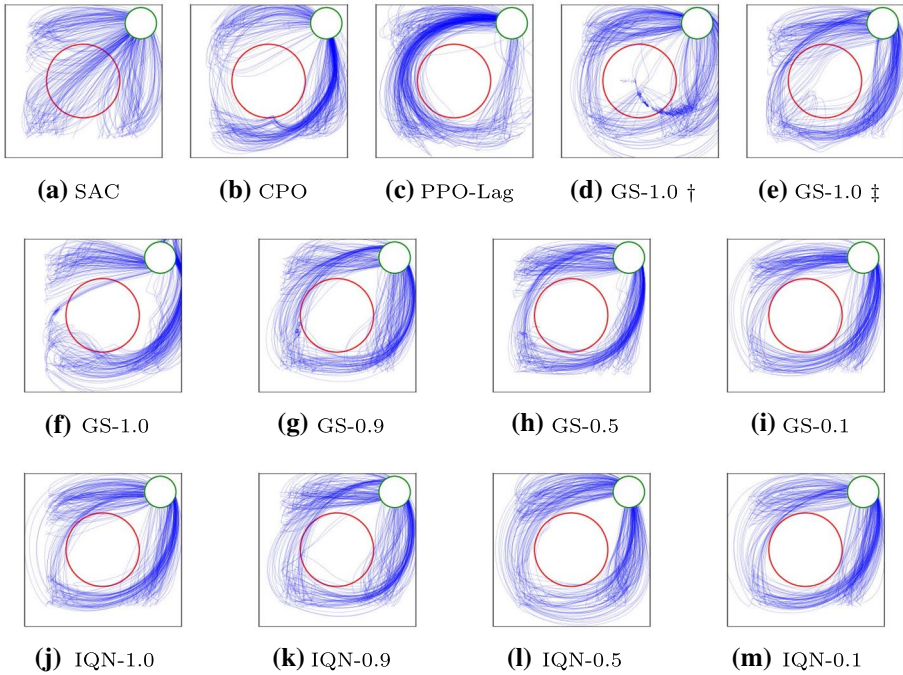 (a) SAC (b) CPO (c) PPO-Lag (d) GS-1.0 † (e) GS-1.0 ‡
(f) GS-1.0 (g) GS-0.9 (h) GS-0.5 (i) GS-0.1
(j) IQN-1.0 (k) IQN-0.9 (l) IQN-0.5 (m) IQN-0.1